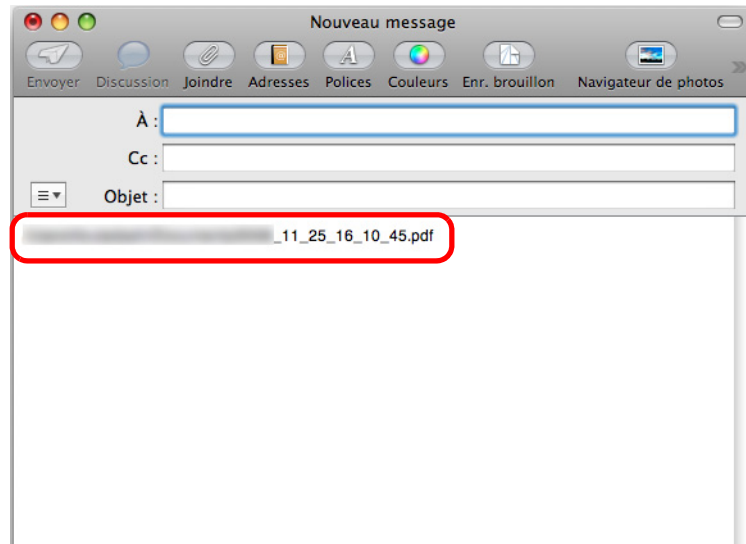 Nouveau message
Envoyer Discussion Joindre Adresses Polices Couleurs Enr. brouillon Navigateur de photos
À :
Cc :
Objet :
_11_25_16_10_45.pdf